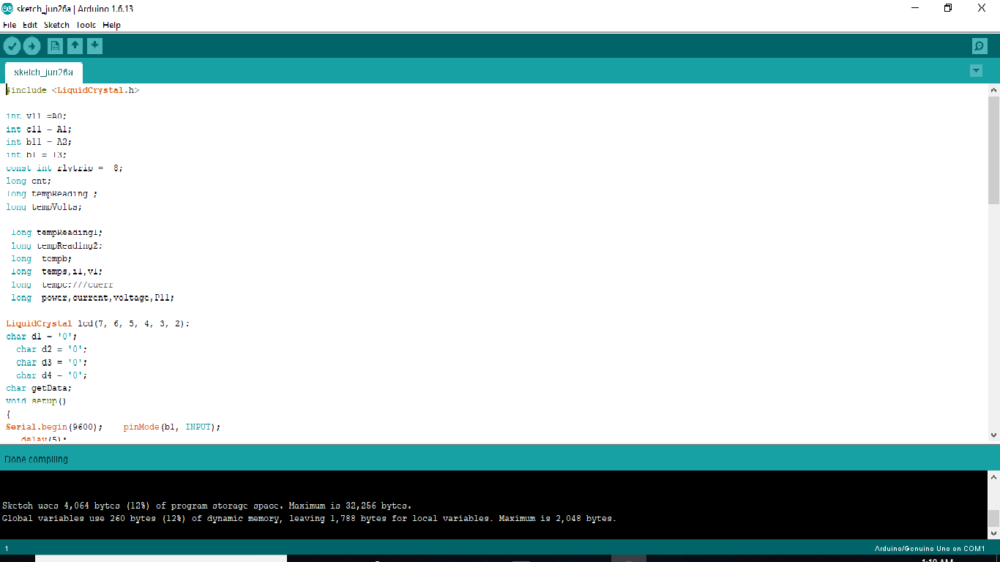 sketch_jun26a | Arduino 1.6.13
File Edit Sketch Tools Help
sketch_jun26a
#include <LiquidCrystal.h>
int v11 =A0;
int c11 = A1;
int b11 = A2;
int b1 = 13;
const int rlytrip =  8;
long cnt;
long tempReading ;
long tempVolts;
long tempReading1;
long tempReading2;
long  tempb;
long  temps,i1,v1;
long  tempc;///cuerr
long  power,current,voltage,P11;
LiquidCrystal lcd(7, 6, 5, 4, 3, 2);
char d1 = '0';
char d2 = '0';
char d3 = '0';
char d4 = '0';
char getData;
void setup()
{
Serial.begin(9600);    pinMode(b1, INPUT);
delay(5);
Done compiling
Sketch uses 4,064 bytes (12%) of program storage space. Maximum is 32,256 bytes.
Global variables use 260 bytes (12%) of dynamic memory, leaving 1,788 bytes for local variables. Maximum is 2,048 bytes.
1
Arduino/Genuino Uno on COM1